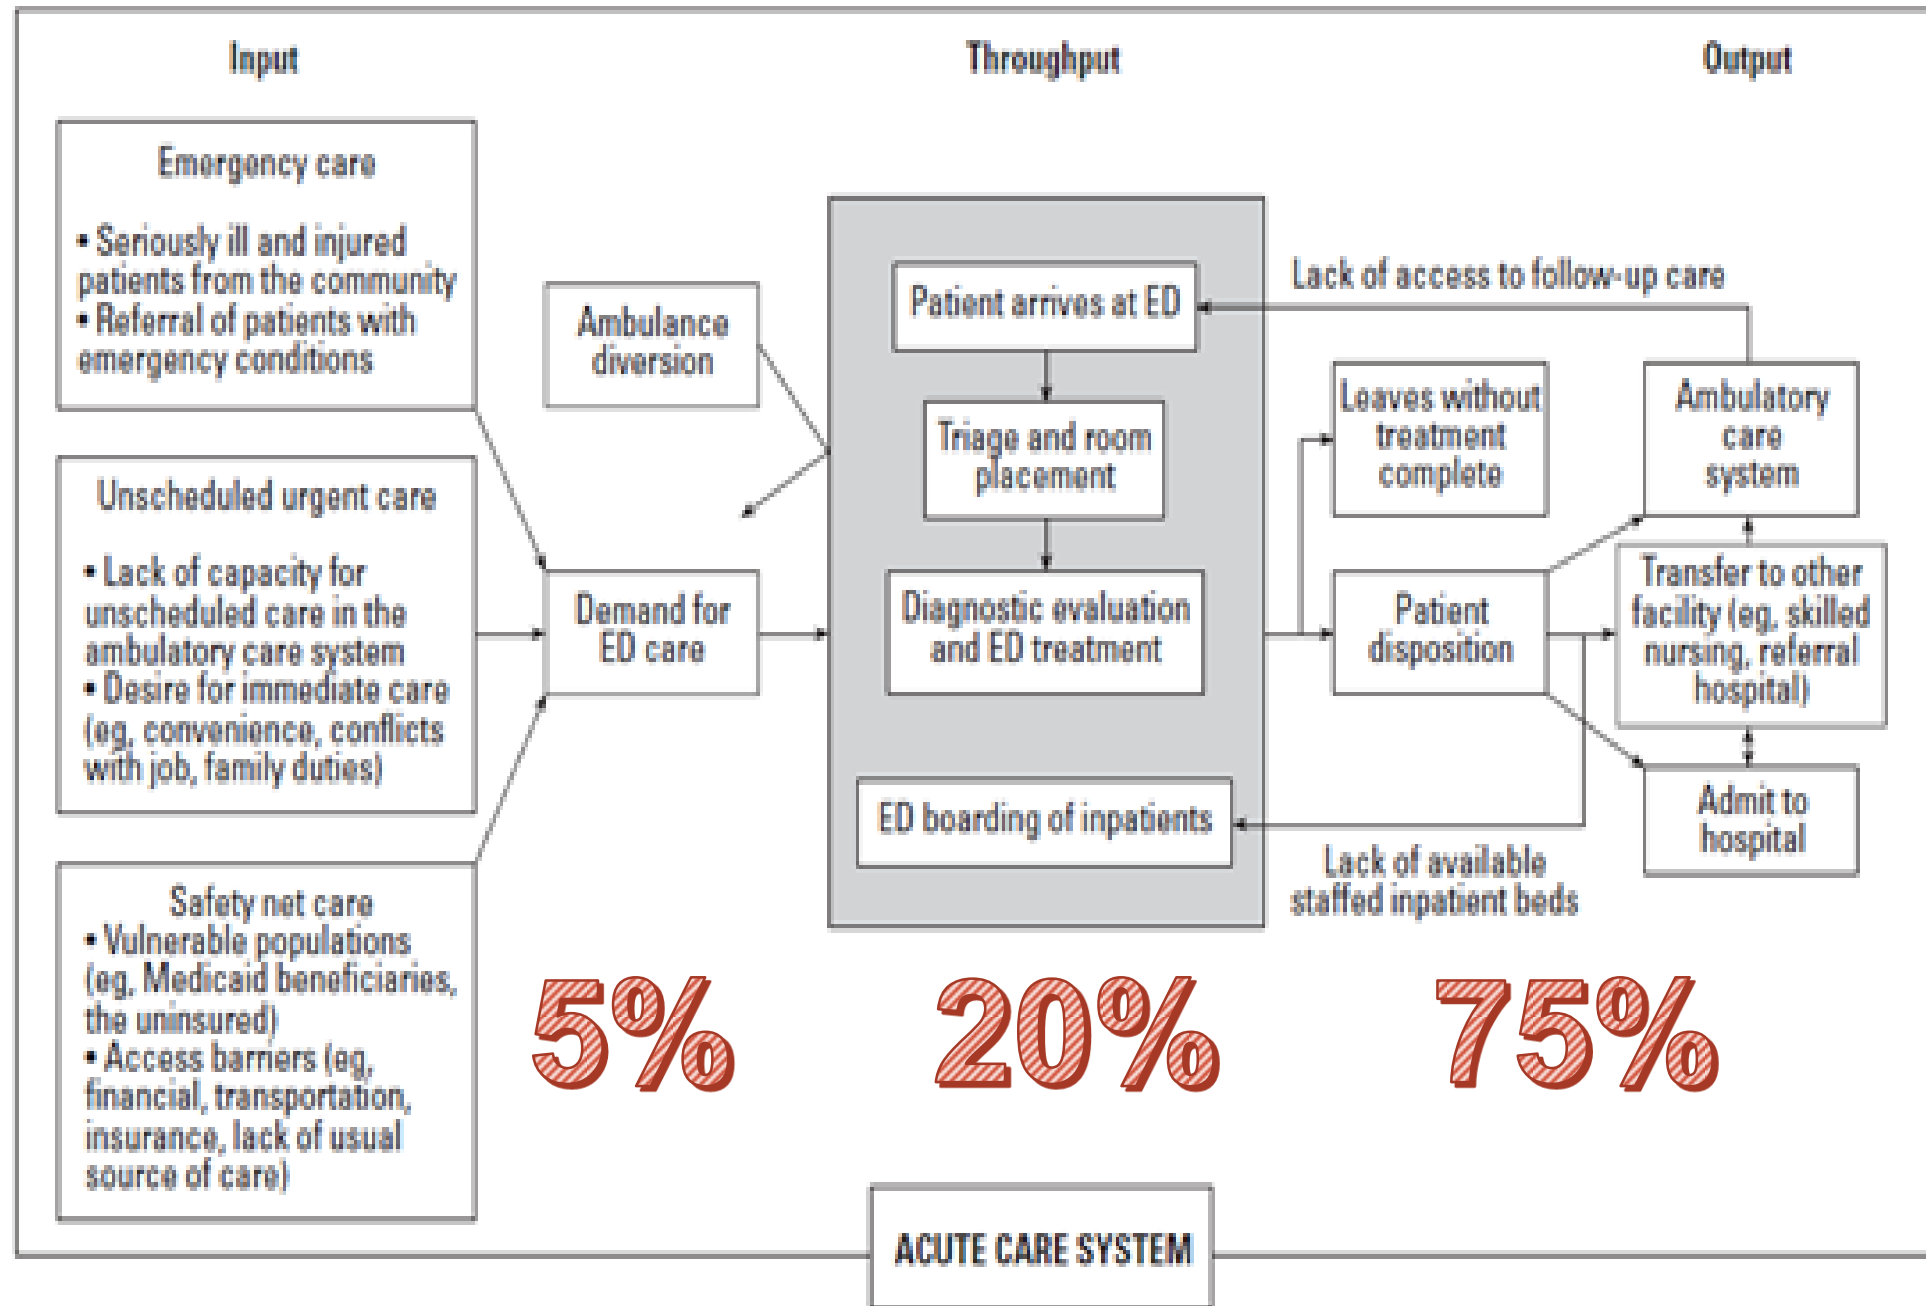 Input
Throughput
Output
Emergency care
• Seriously ill and injured
patients from the community
• Referral of patients with
emergency conditions
Unscheduled urgent care
• Lack of capacity for
unscheduled care in the
ambulatory care system
• Desire for immediate care
(eg, convenience, conflicts
with job, family duties)
Safety net care
• Vulnerable populations
(eg, Medicaid beneficiaries,
the uninsured)
• Access barriers (eg,
financial, transportation,
insurance, lack of usual
source of care)
Ambulance
diversion
Demand for
ED care
Patient arrives at ED
Triage and room
placement
Diagnostic evaluation
and ED treatment
ED boarding of inpatients
Lack of access to follow-up care
Leaves without
treatment
complete
Patient
disposition
Lack of available
staffed inpatient beds
Ambulatory
care
system
Transfer to other
facility (eg, skilled
nursing, referral
hospital)
Admit to
hospital
5%
20%
75%
ACUTE CARE SYSTEM